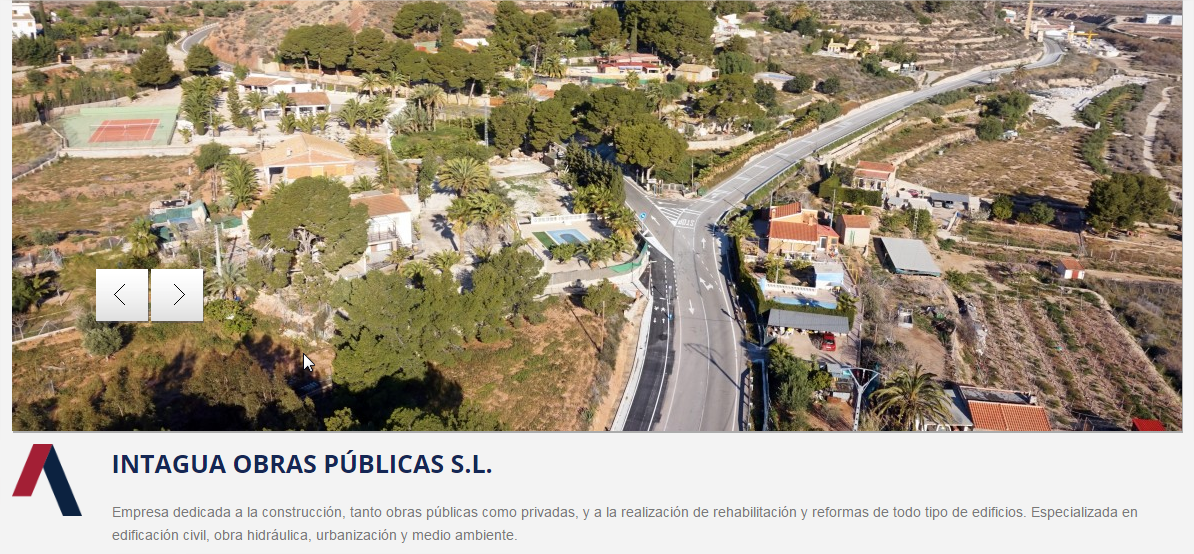 INTAGUA OBRAS PÚBLICAS S.L.
Empresa dedicada a la construcción, tanto obras públicas como privadas, y a la realización de rehabilitación y reformas de todo tipo de edificios. Especializada en
edificación civil, obra hidráulica, urbanización y medio ambiente.